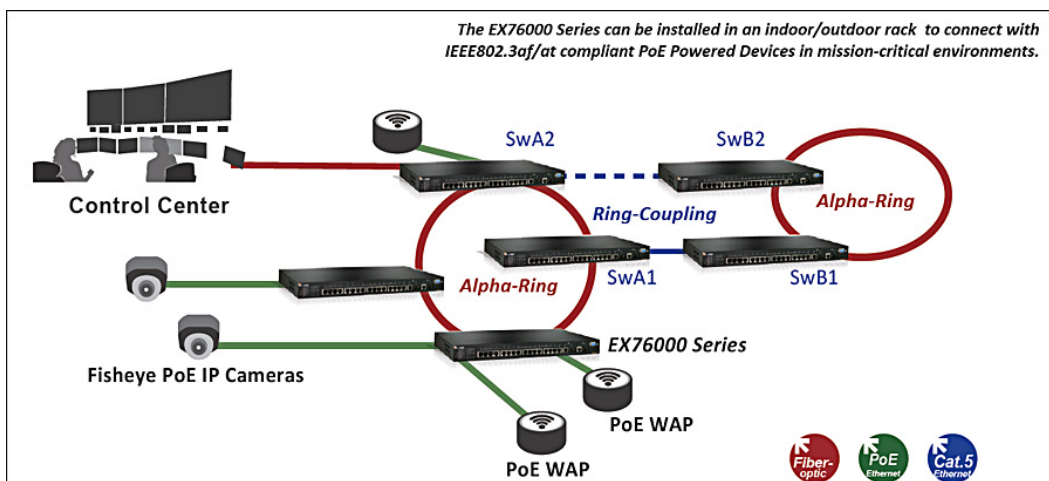 The EX76000 Series can be installed in an indoor/outdoor rack to connect with
IEEE802.3af/at compliant PoE Powered Devices in mission-critical environments.
SwA2
SwB2
Control Center
Ring-Coupling
Alpha-Ring
Alpha-Ring
SwA1
SwB1
EX76000 Series
Fisheye PoE IP Cameras
PoE WAP
PoE WAP
Fiber-
optic
PoE
Ethernet
Cat.5
Ethernet